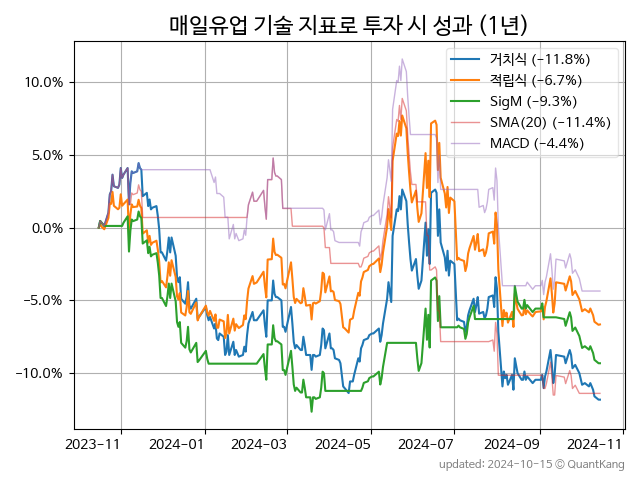 매일유업 기술 지표로 투자 시 성과 (1년)
거치식 (−11.8%)
적립식 (−6.7%)
SigM (−9.3%)
SMA(20) (−11.4%)
MACD (−4.4%)
10.0%
5.0%
0.0%
−5.0%
−10.0%
2023−11 2024−01 2024−03 2024−05 2024−07 2024−09 2024−11
updated: 2024-10-15 © QuantKang